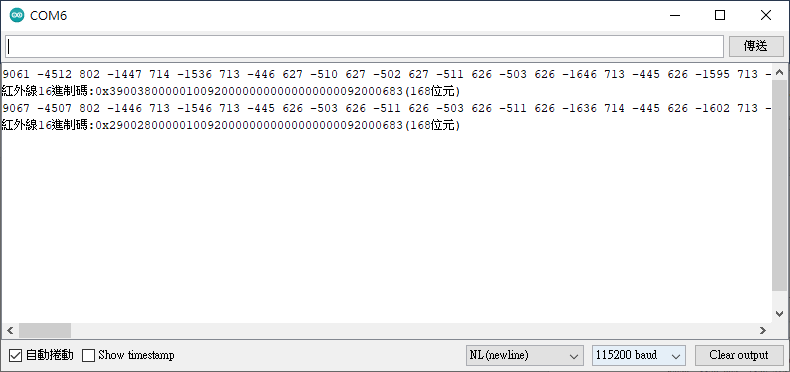 COM6
傳送
9061 -4512 802 -1447 714 -1536 713 -446 627 -510 627 -502 627 -511 626 -503 626 -1646 713 -445 626 -1595 713 -
紅外線16進制碼:0x3900380000010092000000000000000092000683(168位元)
9067 -4507 802 -1446 713 -1546 713 -445 626 -503 626 -511 626 -503 626 -511 626 -1636 714 -445 626 -1602 713 -
紅外線16進制碼:0x2900280000010092000000000000000092000683(168位元)
自動捲動 Show timestamp NL(newline) 115200 baud Clear output